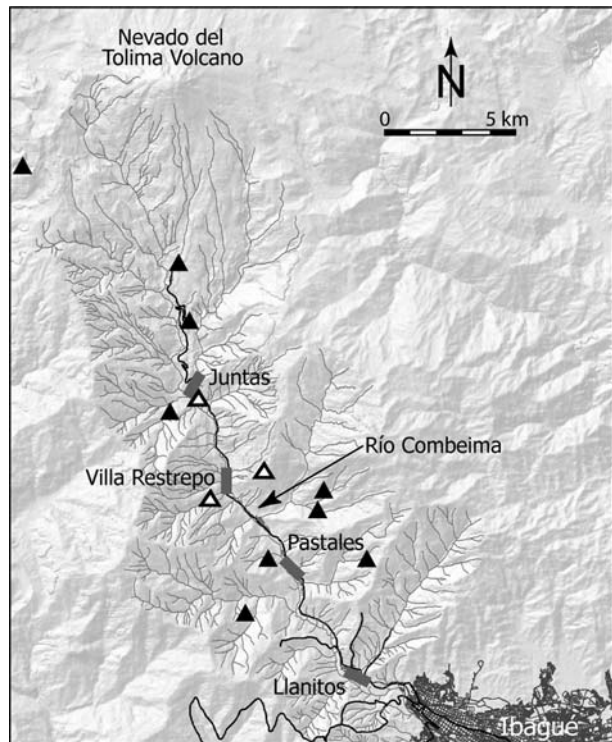 Nevado del
Tolima Volcano
N
0 5 km
Juntas
Río Combeima
Villa Restrepo
Pastales
Llanitos
Ibagué